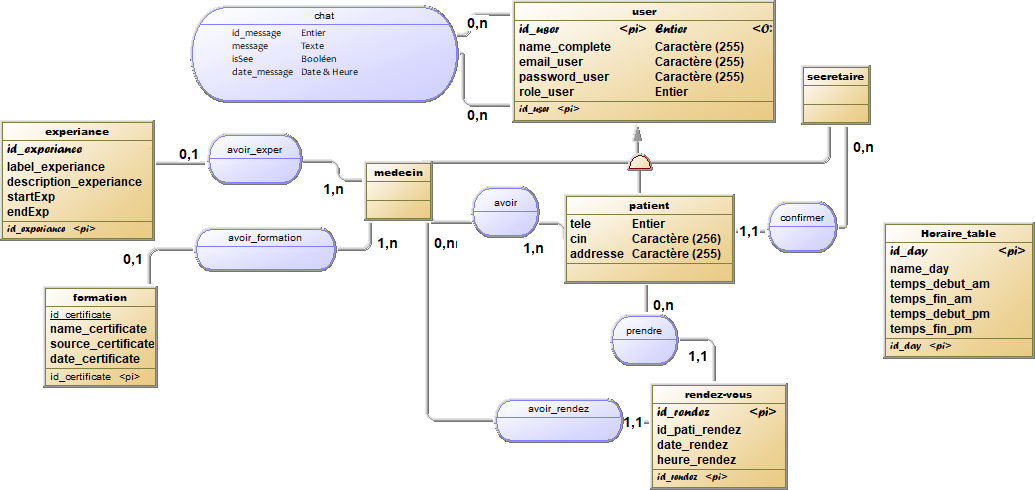 chat
id_message Entier
message Texte
isSee Booléen
date_message Date & Heure
0,n
0,n
user
id_user <pi> Entier <O:
name_complete Caractère (255)
email_user Caractère (255)
password_user Caractère (255)
role_user Entier
id_user <pi>
secretaire
0,n
experiance
id_experiance
label_experiance
description_experiance
startExp
endExp
id_experiance <pi>
0,1
avoir_exper
1,n
medecin
avoir_formation
1,n
0,1
formation
id_certificate
name_certificate
source_certificate
date_certificate
id_certificate <pi>
0,n
avoir
1,n
patient
tele Entier
cin Caractère (256)
addresse Caractère (255)
1,1
confirmer
0,n
prendre
1,1
avoir_rendez
1,1
rendez-vous
id_rendez <pi>
id_pati_rendez
date_rendez
heure_rendez
id_rendez <pi>
Horaire_table
id_day <pi>
name_day
temps_debut_am
temps_fin_am
temps_debut_pm
temps_fin_pm
id_day <pi>